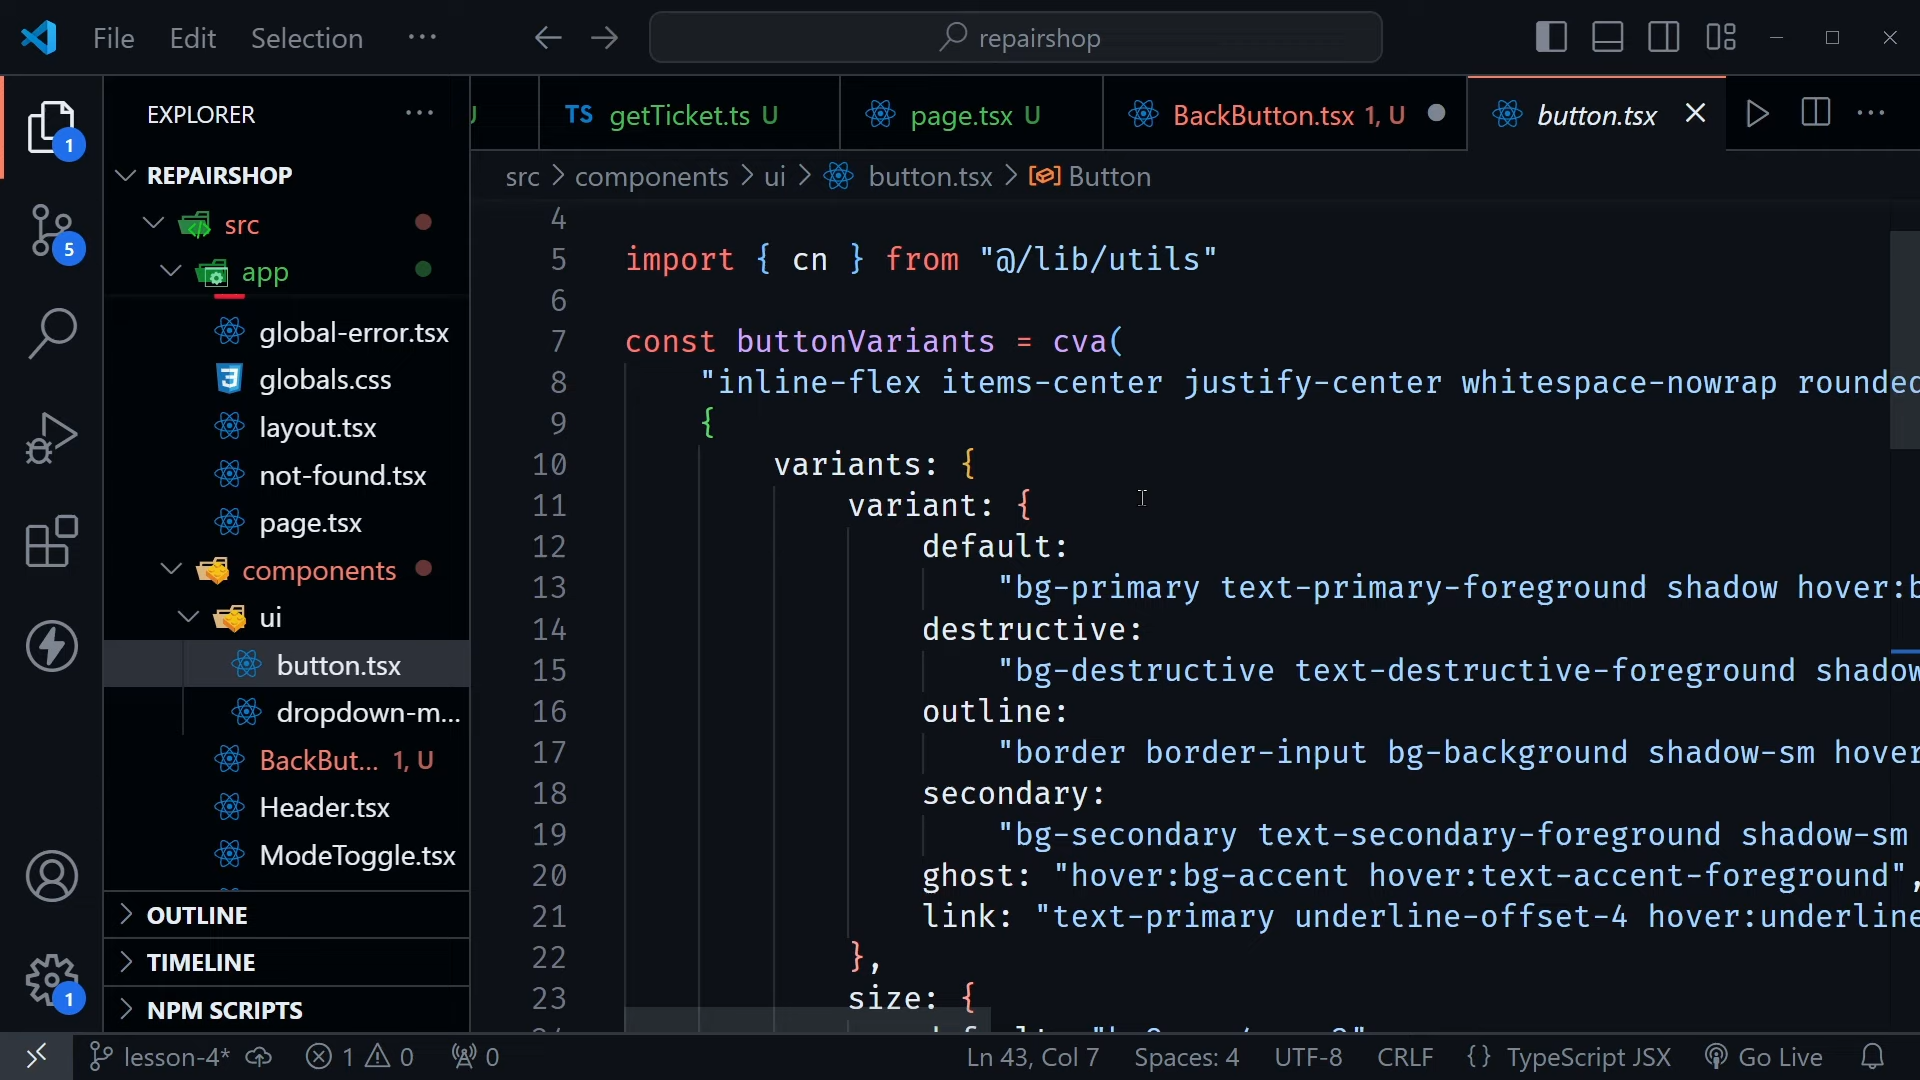 File Edit Selection ···
repairshop
EXPLORER ···
getTicket.ts U
page.tsx U
BackButton.tsx 1, U
button.tsx
TS
REPAIRSHOP
src
app
global-error.tsx
globals.css
layout.tsx
not-found.tsx
page.tsx
components
ui
button.tsx
dropdown-m...
BackBut... 1, U
Header.tsx
ModeToggle.tsx
OUTLINE
TIMELINE
NPM SCRIPTS
1
5
1
src > components > ui > button.tsx > Button
4
5 import { cn } from "@/lib/utils"
6
7 const buttonVariants = cva(
8 "inline-flex items-center justify-center whitespace-nowrap rounded
9 {
10 variants: {
11 variant: {
12 default:
13 "bg-primary text-primary-foreground shadow hover:b
14 destructive:
15 "bg-destructive text-destructive-foreground shadow
16 outline:
17 "border border-input bg-background shadow-sm hover
18 secondary:
19 "bg-secondary text-secondary-foreground shadow-sm
20 ghost: "hover:bg-accent hover:text-accent-foreground",
21 link: "text-primary underline-offset-4 hover:underline
22 },
23 size: {
lesson-4* 1 0 0
Ln 43, Col 7 Spaces: 4 UTF-8 CRLF {} TypeScript JSX Go Live